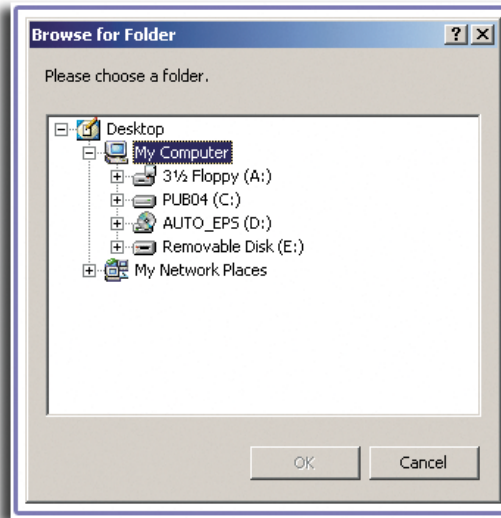 Browse for Folder
Please choose a folder.
Desktop
My Computer
3½ Floppy (A:)
PUB04 (C:)
AUTO_EPS (D:)
Removable Disk (E:)
My Network Places
OK Cancel